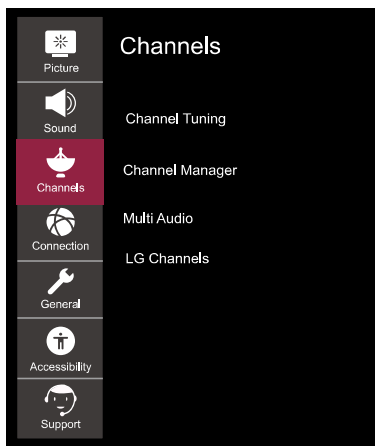 Channels
Picture
Sound
Channels
Connection
General
Accessibility
Support
Channel Tuning
Channel Manager
Multi Audio
LG Channels